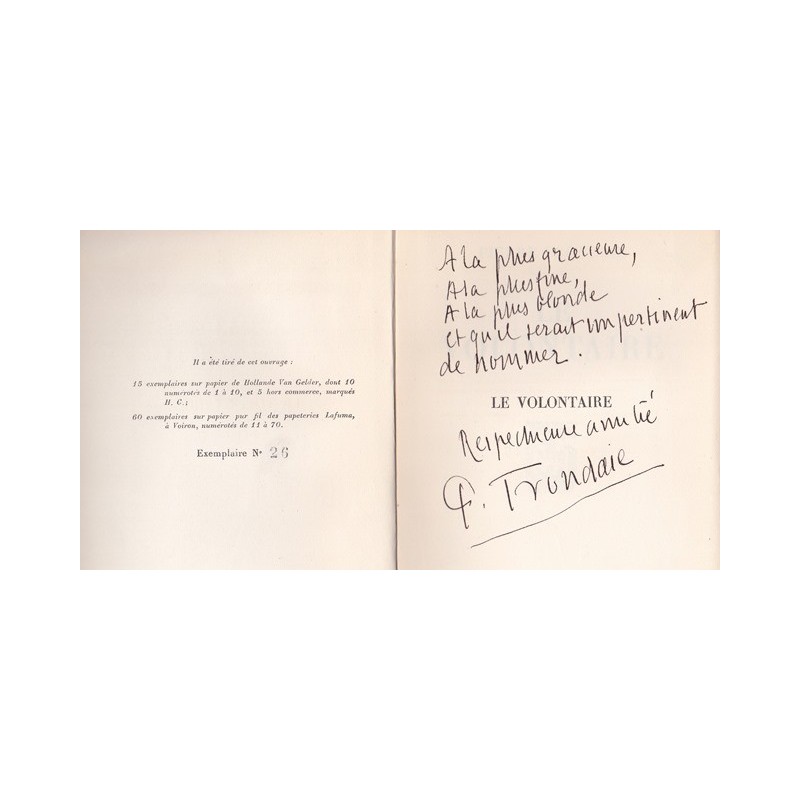 Il a été tiré de cet ouvrage :
15 exemplaires sur papier de Hollande Van Gelder, dont 10
numérotés de 1 à 10, et 5 hors commerce, marqués
H. C. ;
60 exemplaires sur papier pur fil des papeteries Lafuma,
à Voiron, numérotés de 11 à 70.
Exemplaire N° 26
A la plus gracieuse,
A la plus fine,
A la plus blonde
et qu'il serait impertinent
de nommer.
LE VOLONTAIRE
Respectueuse amitié
P. Frondaie